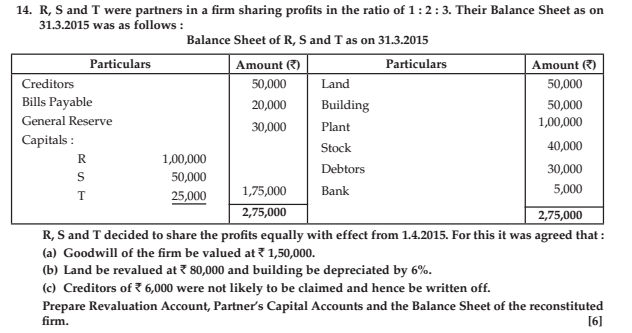 14. R, S and T were partners in a firm sharing profits in the ratio of 1 : 2 : 3. Their Balance Sheet as on
31.3.2015 was as follows :
Balance Sheet of R, S and T as on 31.3.2015
Particulars Amount (₹) Particulars Amount (₹)
Creditors 50,000 Land 50,000
Bills Payable 20,000 Building 50,000
General Reserve 30,000 Plant 1,00,000
Capitals : Stock 40,000
R 1,00,000 Debtors 30,000
S 50,000
T 25,000 1,75,000 Bank 5,000
2,75,000 2,75,000
R, S and T decided to share the profits equally with effect from 1.4.2015. For this it was agreed that :
(a) Goodwill of the firm be valued at ₹ 1,50,000.
(b) Land be revalued at ₹ 80,000 and building be depreciated by 6%.
(c) Creditors of ₹ 6,000 were not likely to be claimed and hence be written off.
Prepare Revaluation Account, Partner's Capital Accounts and the Balance Sheet of the reconstituted
firm. [6]